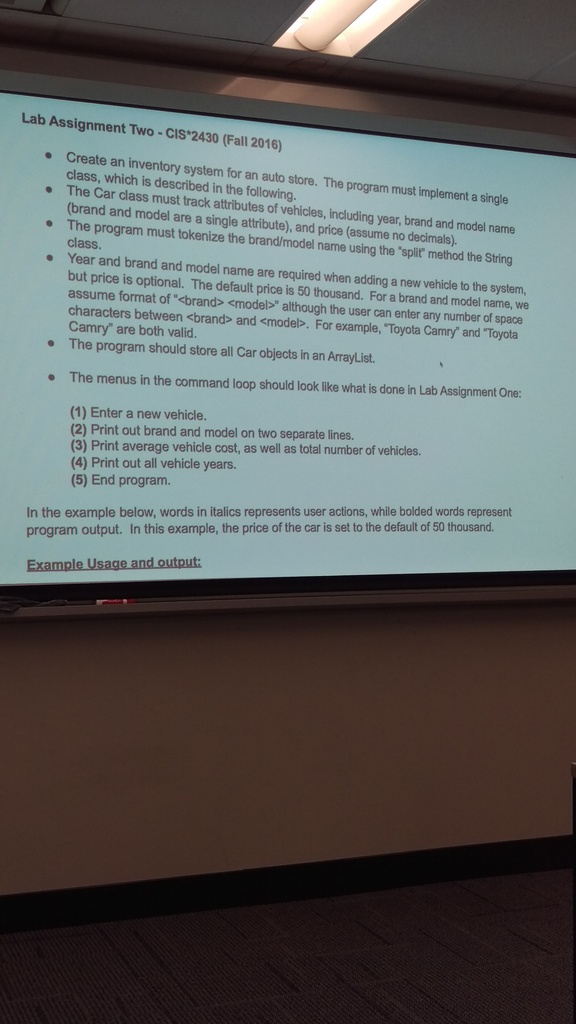 Lab Assignment Two - CIS*2430 (Fall 2016)
• Create an inventory system for an auto store. The program must implement a single
class, which is described in the following.
• The Car class must track attributes of vehicles, including year, brand and model name
(brand and model are a single attribute), and price (assume no decimals).
• The program must tokenize the brand/model name using the "split" method the String
class.
• Year and brand and model name are required when adding a new vehicle to the system,
but price is optional. The default price is 50 thousand. For a brand and model name, we
assume format of "<brand> <model>" although the user can enter any number of space
characters between <brand> and <model>. For example, "Toyota Camry" and "Toyota
Camry" are both valid.
• The program should store all Car objects in an ArrayList.
• The menus in the command loop should look like what is done in Lab Assignment One:
(1) Enter a new vehicle.
(2) Print out brand and model on two separate lines.
(3) Print average vehicle cost, as well as total number of vehicles.
(4) Print out all vehicle years.
(5) End program.
In the example below, words in italics represents user actions, while bolded words represent
program output. In this example, the price of the car is set to the default of 50 thousand.
Example Usage and output: